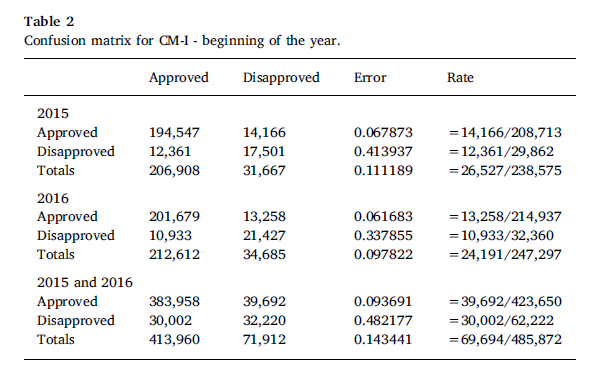 Table 2
Confusion matrix for CM-I - beginning of the year.
Approved Disapproved Error Rate
2015
Approved 194,547 14,166 0.067873 =14,166/208,713
Disapproved 12,361 17,501 0.413937 =12,361/29,862
Totals 206,908 31,667 0.111189 =26,527/238,575
2016
Approved 201,679 13,258 0.061683 =13,258/214,937
Disapproved 10,933 21,427 0.337855 =10,933/32,360
Totals 212,612 34,685 0.097822 =24,191/247,297
2015 and 2016
Approved 383,958 39,692 0.093691 =39,692/423,650
Disapproved 30,002 32,220 0.482177 =30,002/62,222
Totals 413,960 71,912 0.143441 =69,694/485,872